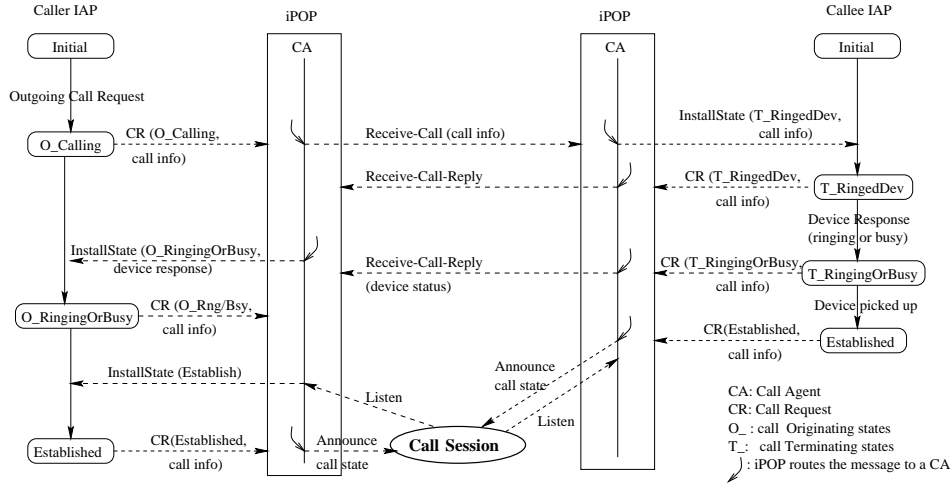 Caller IAP
iPOP
iPOP
Callee IAP
Initial
CA
CA
Initial
Outgoing Call Request
InstallState (T_RingedDev,
call info)
CR (O_Calling,
call info)
Receive-Call (call info)
O_Calling
Receive-Call-Reply
CR (T_RingedDev,
call info)
T_RingedDev
Device Response
(ringing or busy)
InstallState (O_RingingOrBusy,
device response)
Receive-Call-Reply
(device status)
CR (T_RingingOrBusy,
call info)
T_RingingOrBusy
CR (O_Rng/Bsy,
call info)
O_RingingOrBusy
Device picked up
CR(Established,
call info)
Established
Announce
call state
InstallState (Establish)
Listen
Listen
Call Session
Established
CR(Established,
call info)
Announce
call state
CA: Call Agent
CR: Call Request
O_ : call Originating states
T_: call Terminating states
: iPOP routes the message to a CA